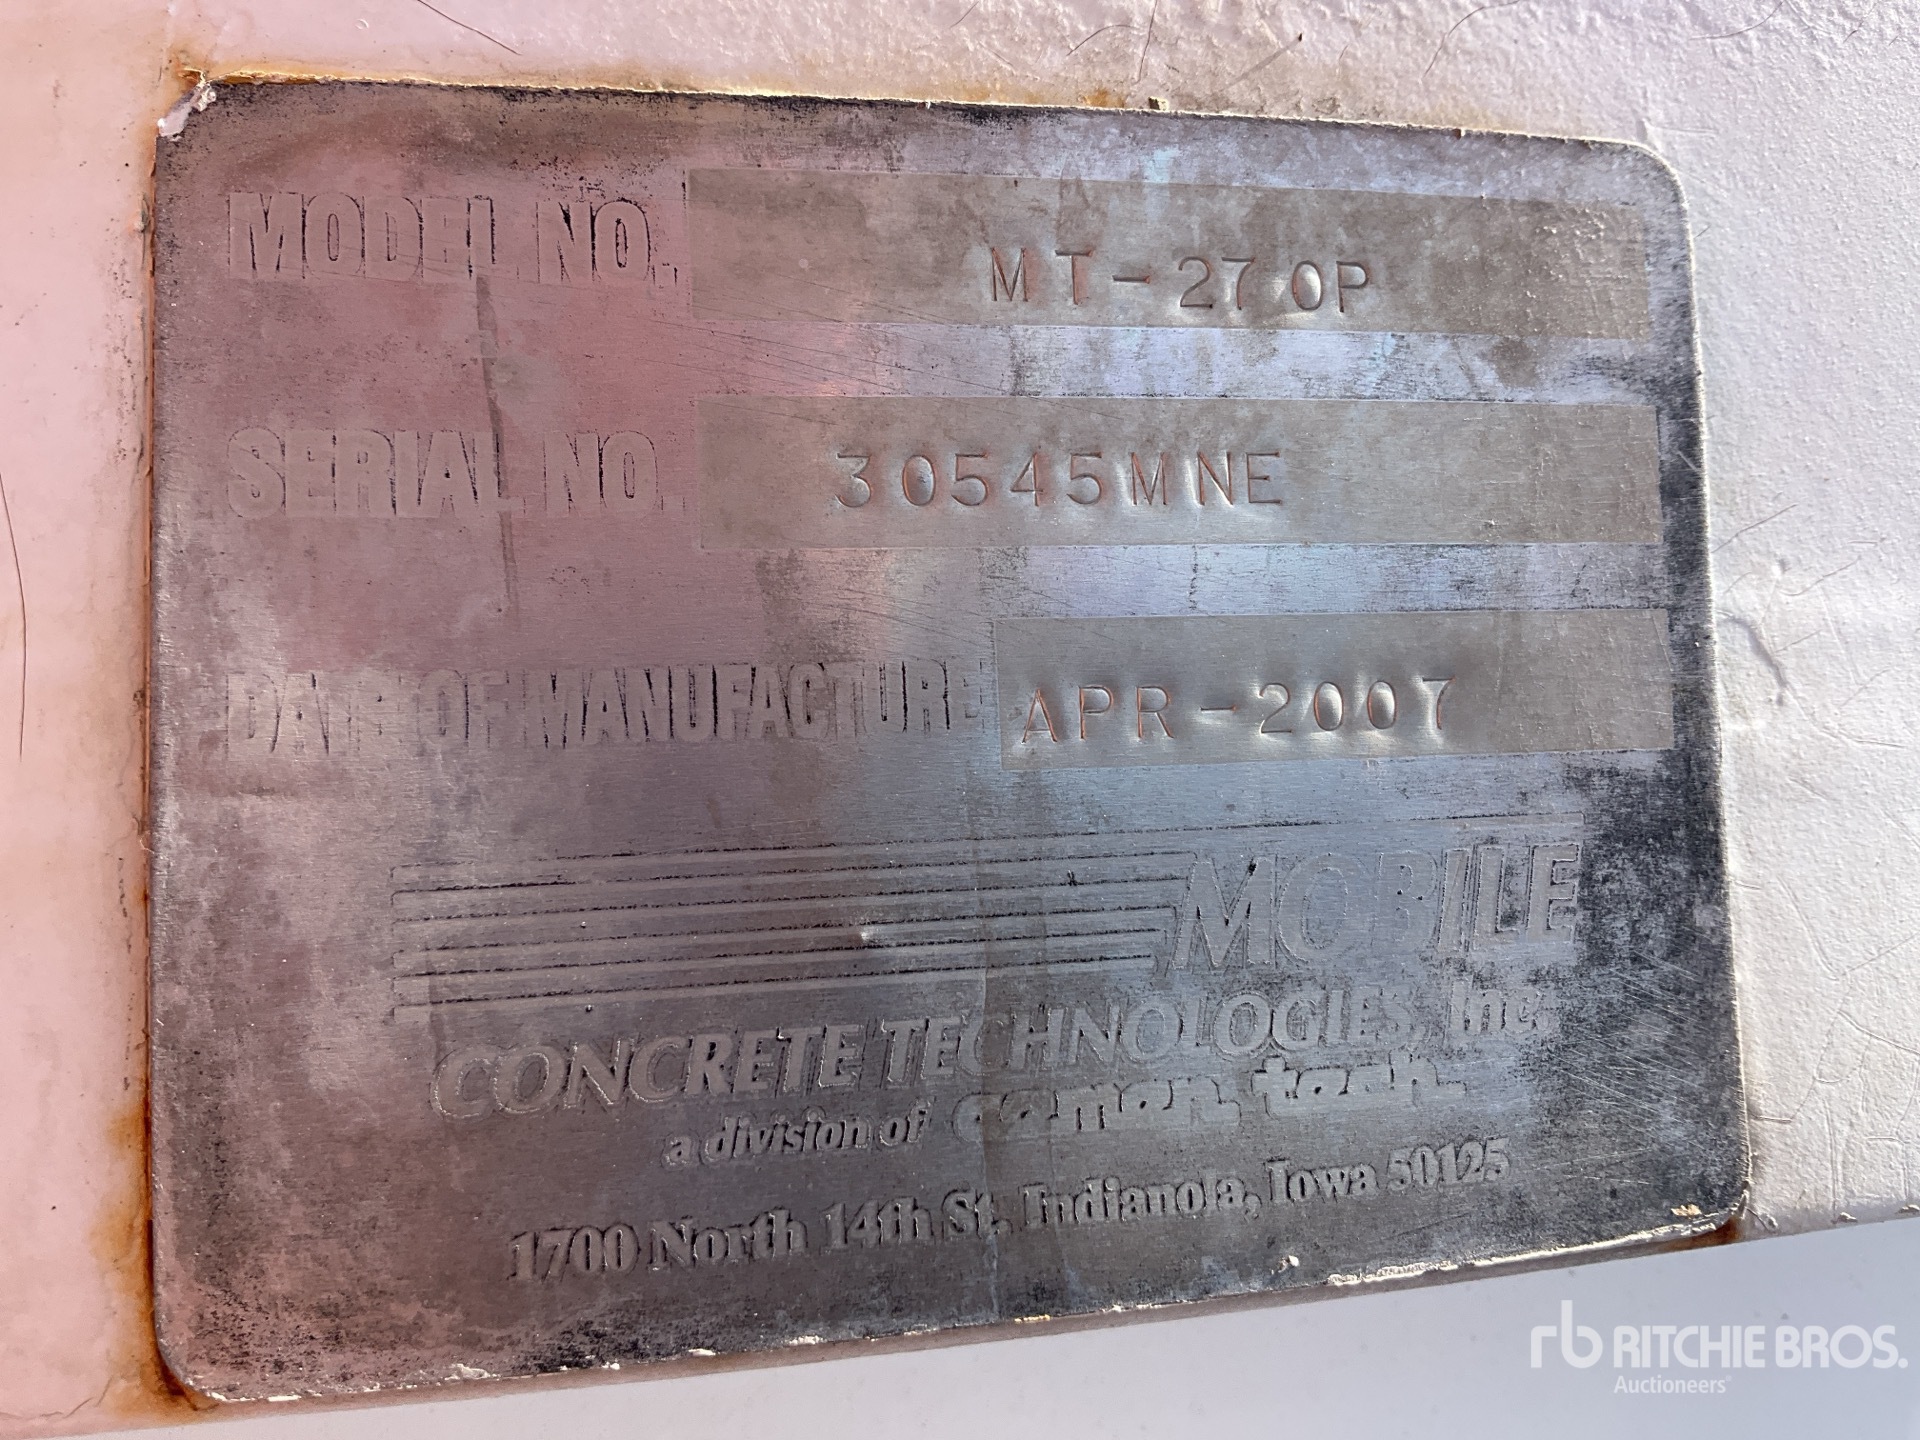 MODEL NO. MT-270P
SERIAL NO. 30545MNE
DATE OF MANUFACTURE APR-2007
MOBILE
CONCRETE TECHNOLOGIES, Inc.
a division of cemen tech
1700 North 14th St. Indianola, Iowa 50125
rb RITCHIE BROS.
Auctioneers